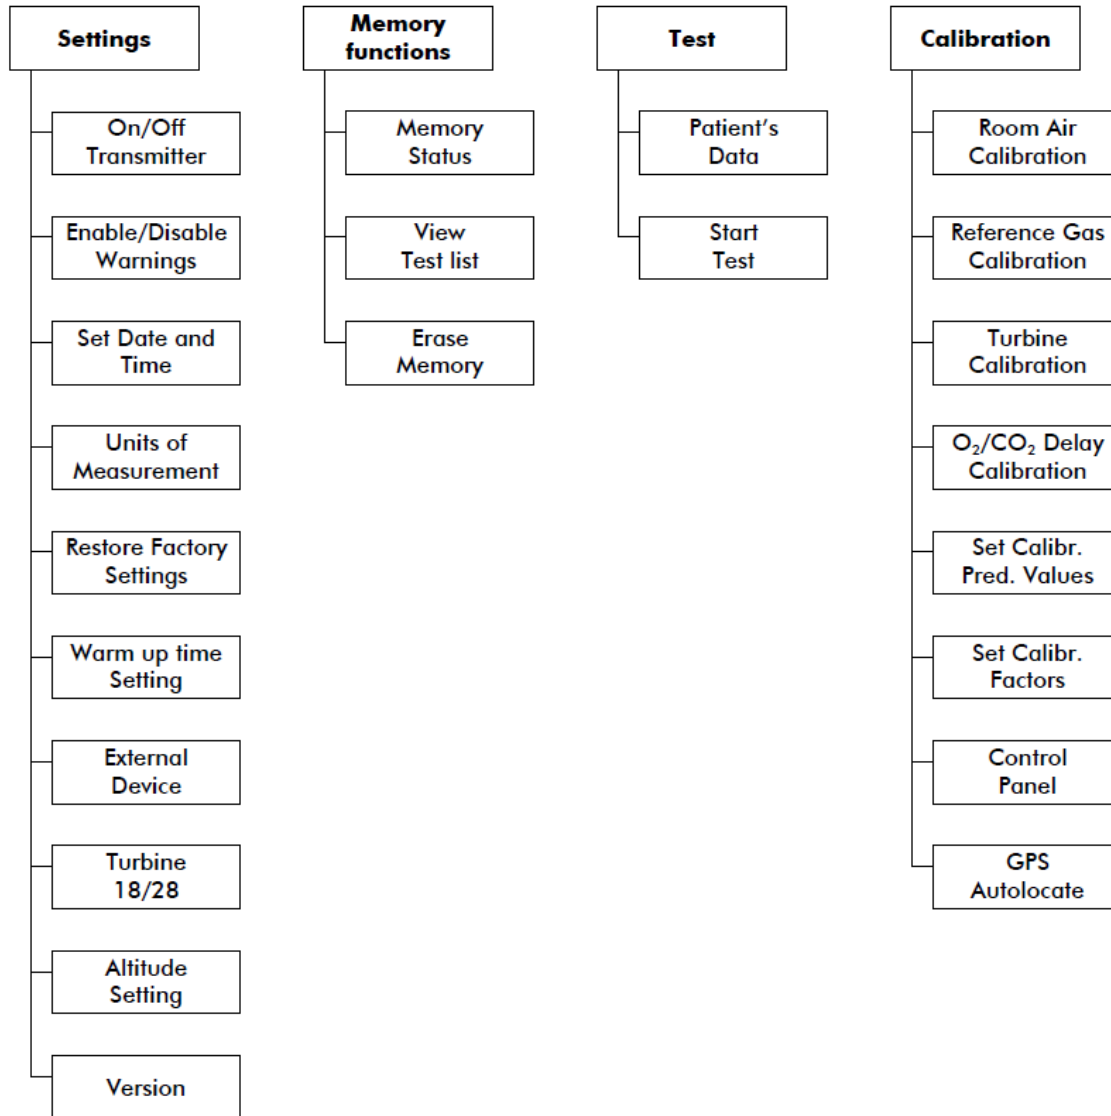 Settings
On/Off
Transmitter
Enable/Disable
Warnings
Set Date and
Time
Units of
Measurement
Restore Factory
Settings
Warm up time
Setting
External
Device
Turbine
18/28
Altitude
Setting
Version
Memory
functions
Memory
Status
View
Test list
Erase
Memory
Test
Patient's
Data
Start
Test
Calibration
Room Air
Calibration
Reference Gas
Calibration
Turbine
Calibration
O₂/CO₂ Delay
Calibration
Set Calibr.
Pred. Values
Set Calibr.
Factors
Control
Panel
GPS
Autolocate